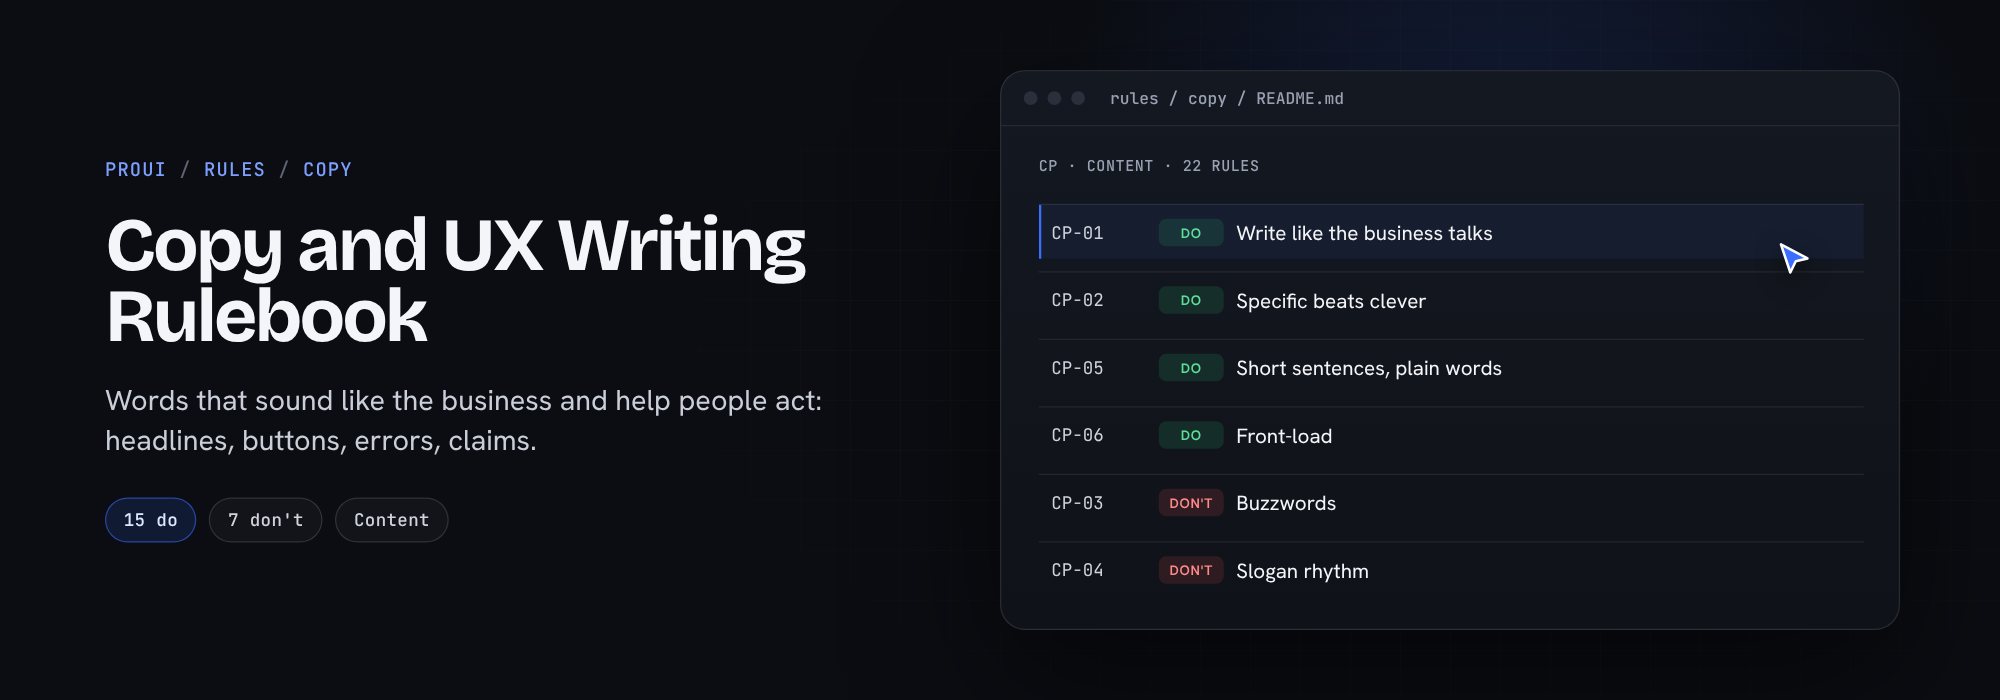 PROUI / RULES / COPY
Copy and UX Writing
Rulebook
Words that sound like the business and help people act:
headlines, buttons, errors, claims.
15 do
7 don't
Content
rules / copy / README.md
CP · CONTENT · 22 RULES
CP-01 DO Write like the business talks
CP-02 DO Specific beats clever
CP-05 DO Short sentences, plain words
CP-06 DO Front-load
CP-03 DON'T Buzzwords
CP-04 DON'T Slogan rhythm